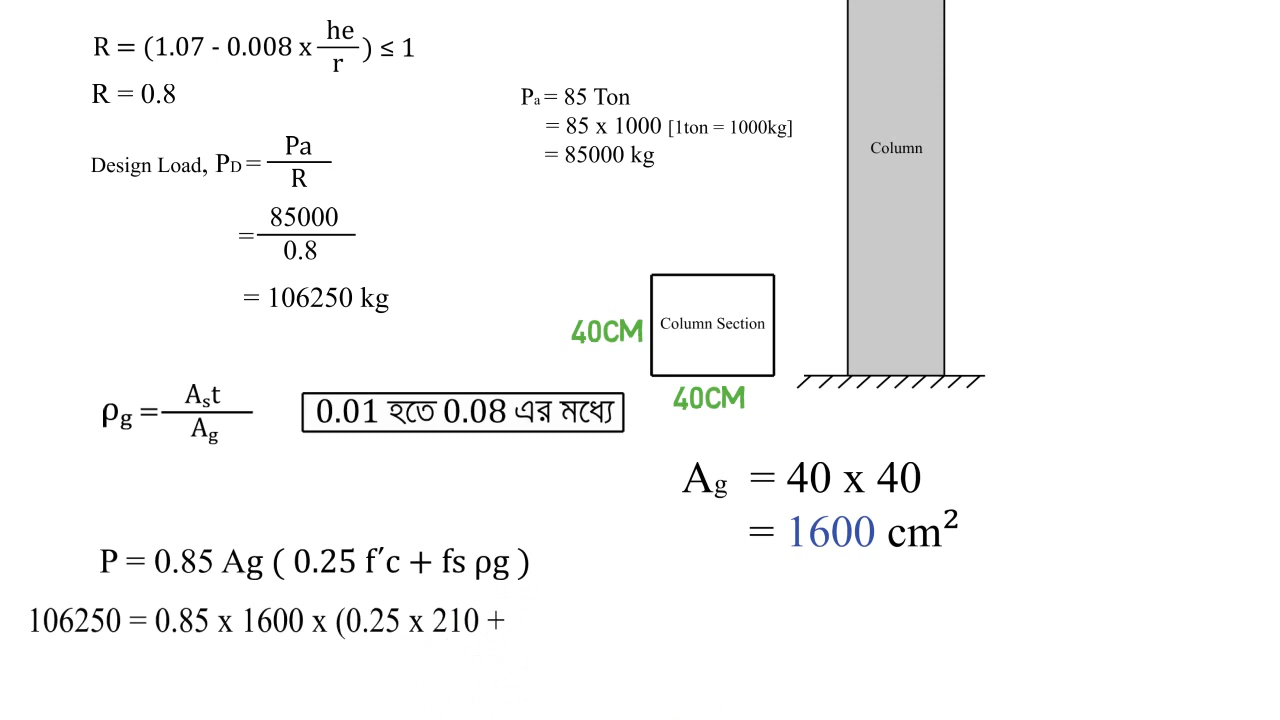 R = (1.07 - 0.008 x he/r) ≤ 1
R = 0.8
Design Load, PD = Pa/R
= 85000/0.8
= 106250 kg
Pa = 85 Ton
= 85 x 1000 [1ton = 1000kg]
= 85000 kg
Column
Column Section
40CM
40CM
ρg = Ast/Ag
0.01 হতে 0.08 এর মধ্যে
Ag = 40 x 40
= 1600 cm²
P = 0.85 Ag ( 0.25 f′c + fs ρg )
106250 = 0.85 x 1600 x (0.25 x 210 +